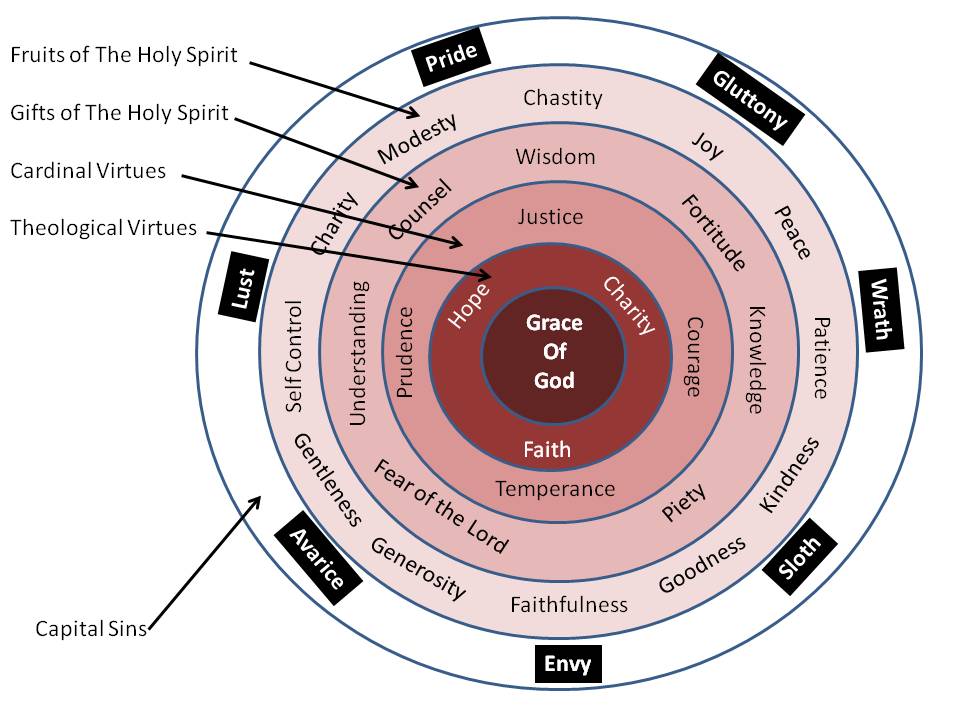 Fruits of The Holy Spirit
Gifts of The Holy Spirit
Cardinal Virtues
Theological Virtues
Capital Sins
Pride
Gluttony
Wrath
Sloth
Envy
Avarice
Lust
Chastity
Joy
Peace
Patience
Kindness
Goodness
Faithfulness
Generosity
Gentleness
Self Control
Charity
Modesty
Wisdom
Fortitude
Knowledge
Piety
Fear of the Lord
Understanding
Counsel
Justice
Courage
Temperance
Prudence
Hope
Charity
Faith
Grace
Of
God